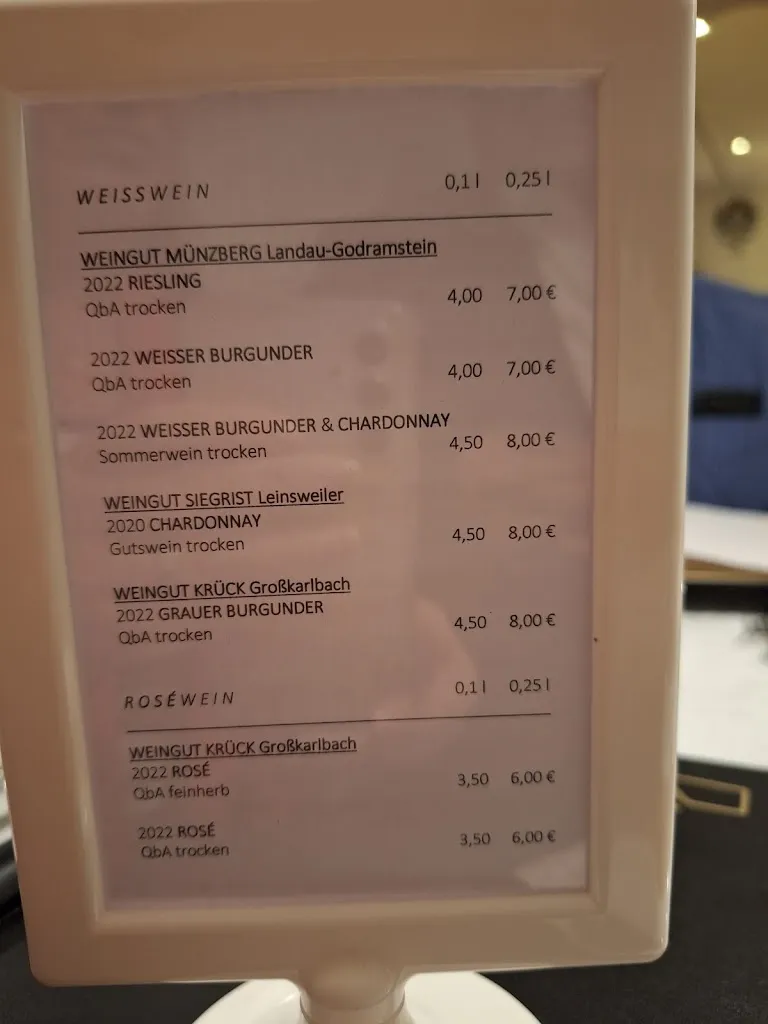 WEISSWEIN 0,1 l 0,25 l
WEINGUT MÜNZBERG Landau-Godramstein
2022 RIESLING
QbA trocken 4,00 7,00 €
2022 WEISSER BURGUNDER
QbA trocken 4,00 7,00 €
2022 WEISSER BURGUNDER & CHARDONNAY
Sommerwein trocken 4,50 8,00 €
WEINGUT SIEGRIST Leinsweiler
2020 CHARDONNAY
Gutswein trocken 4,50 8,00 €
WEINGUT KRÜCK Großkarlbach
2022 GRAUER BURGUNDER
QbA trocken 4,50 8,00 €
ROSÉWEIN 0,1 l 0,25 l
WEINGUT KRÜCK Großkarlbach
2022 ROSÉ
QbA feinherb 3,50 6,00 €
2022 ROSÉ
QbA trocken 3,50 6,00 €